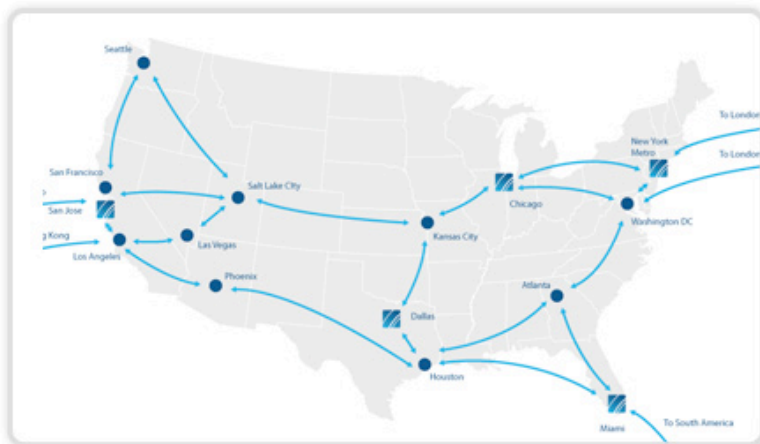 Seattle
To London
New York
Metro
To London
San Francisco
Salt Lake City
o
San Jose
Chicago
Washington DC
g Kong
Las Vegas
Kansas City
Los Angeles
Phoenix
Atlanta
Dallas
Houston
To South America
Miami